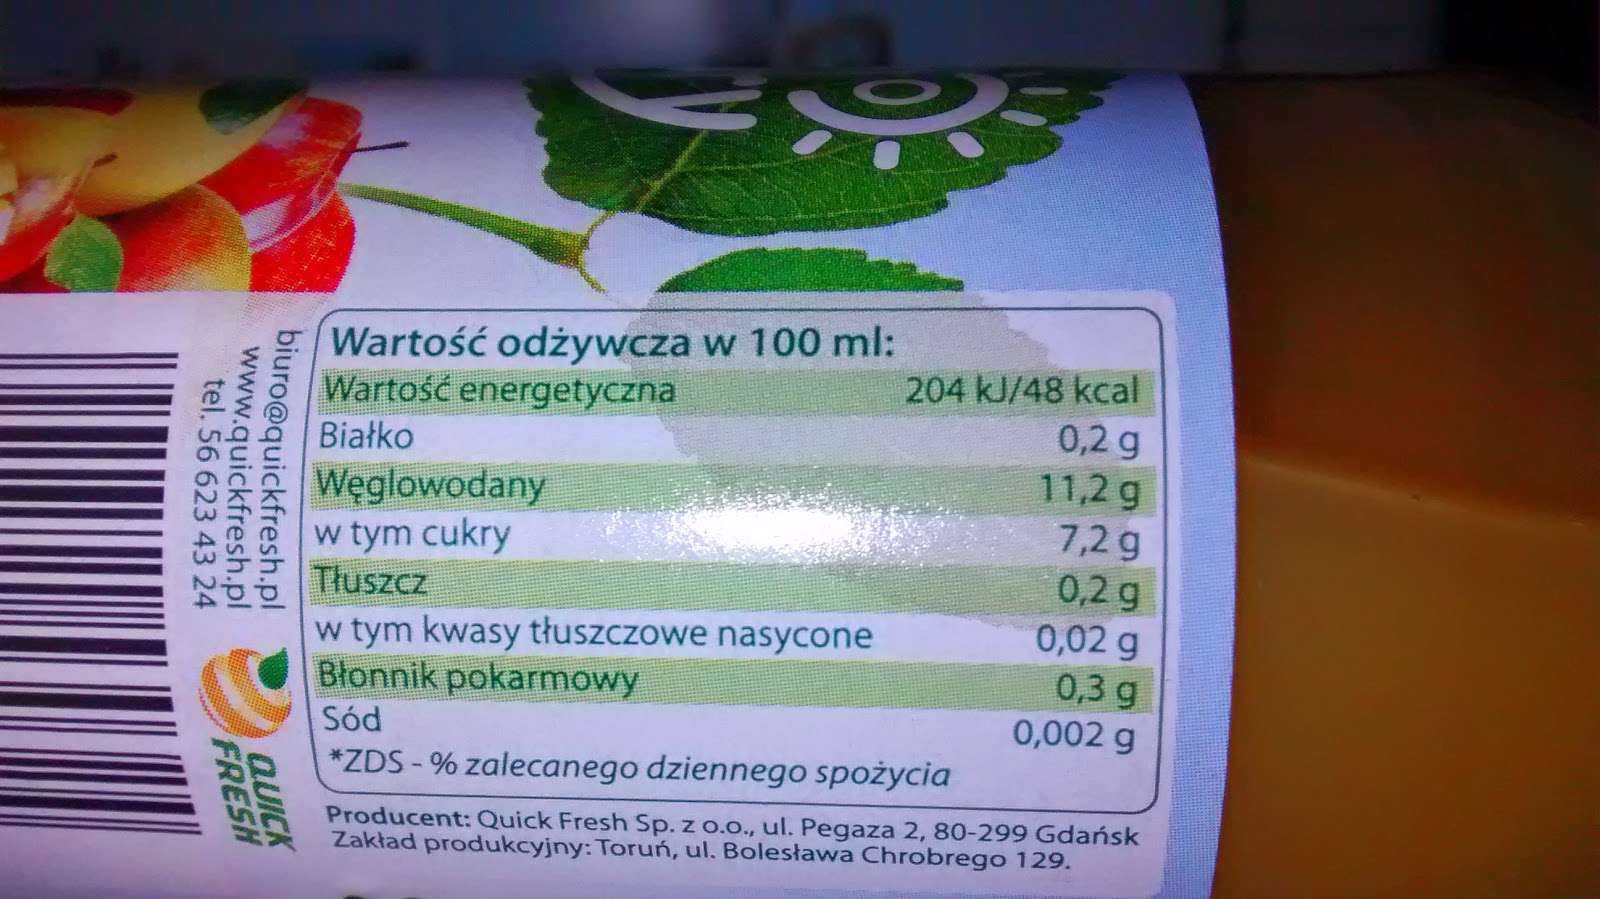 biuro@quickfresh.pl
www.quickfresh.pl
tel. 56 623 43 24
QUICK
FRESH
Wartość odżywcza w 100 ml:
Wartość energetyczna 204 kJ/48 kcal
Białko 0,2 g
Węglowodany 11,2 g
w tym cukry 7,2 g
Tłuszcz 0,2 g
w tym kwasy tłuszczowe nasycone 0,02 g
Błonnik pokarmowy 0,3 g
Sód 0,002 g
*ZDS - % zalecanego dziennego spożycia
Producent: Quick Fresh Sp. z o.o., ul. Pegaza 2, 80-299 Gdańsk
Zakład produkcyjny: Toruń, ul. Bolesława Chrobrego 129.